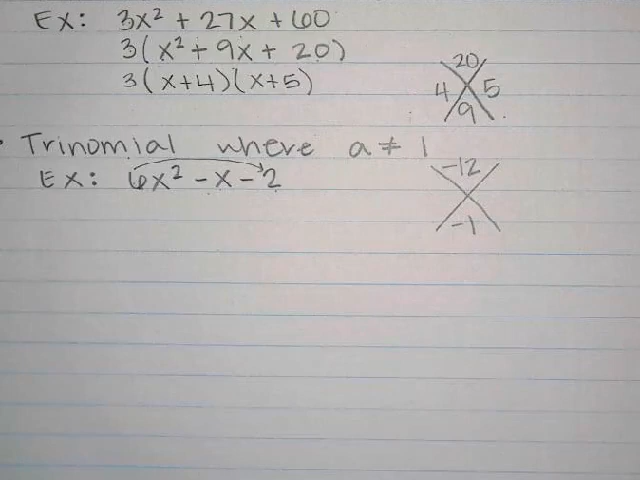 Ex: 3x² + 27x + 60
3(x² + 9x + 20)
3(x+4)(x+5)
20
4 5
9
· Trinomial where a ≠ 1
Ex: 6x² - x - 2
-12
-1